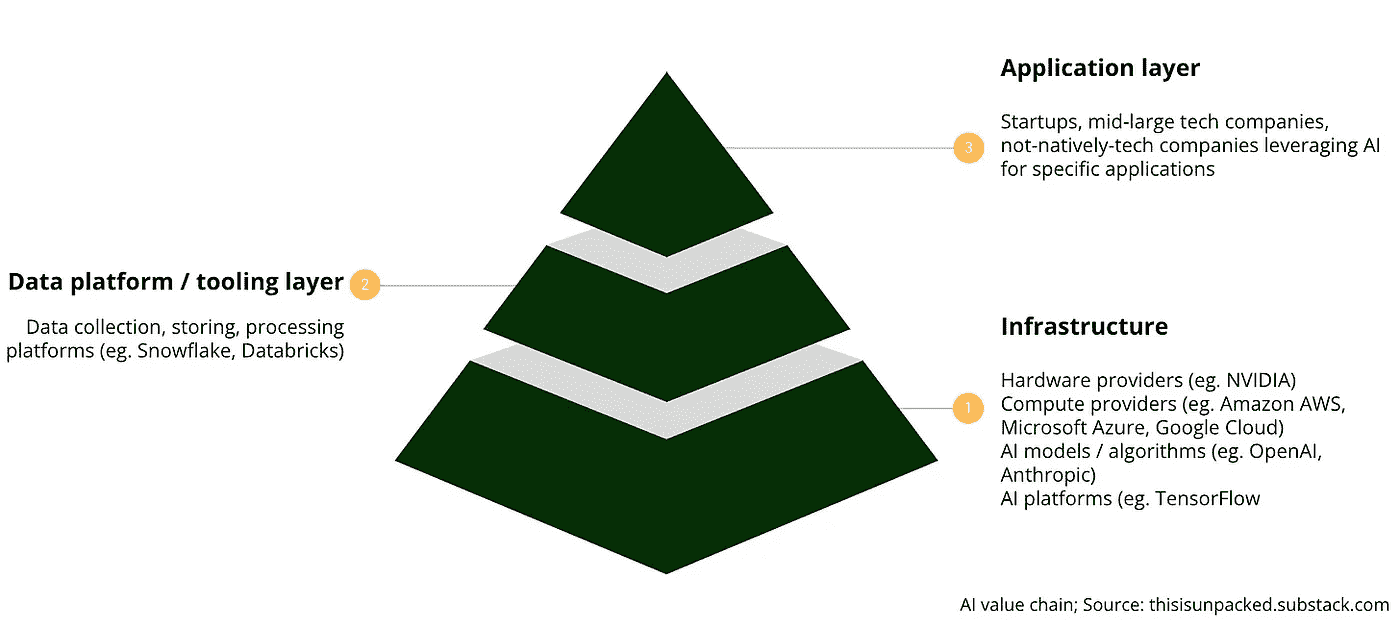 Application layer
Startups, mid-large tech companies,
not-natively-tech companies leveraging AI
for specific applications
3
Data platform / tooling layer
2
Data collection, storing, processing
platforms (eg. Snowflake, Databricks)
Infrastructure
Hardware providers (eg. NVIDIA)
Compute providers (eg. Amazon AWS,
Microsoft Azure, Google Cloud)
AI models / algorithms (eg. OpenAI,
Anthropic)
AI platforms (eg. TensorFlow
1
AI value chain; Source: thisisunpacked.substack.com